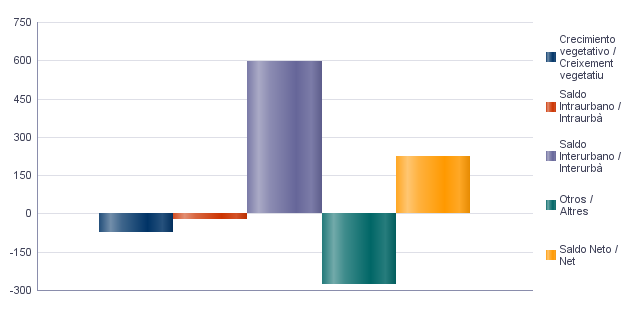 750
600
450
300
150
0
-150
-300
Crecimiento
vegetativo /
Creixement
vegetatiu
Saldo
Intraurbano /
Intraurbà
Saldo
Interurbano /
Interurbà
Otros /
Altres
Saldo Neto /
Net